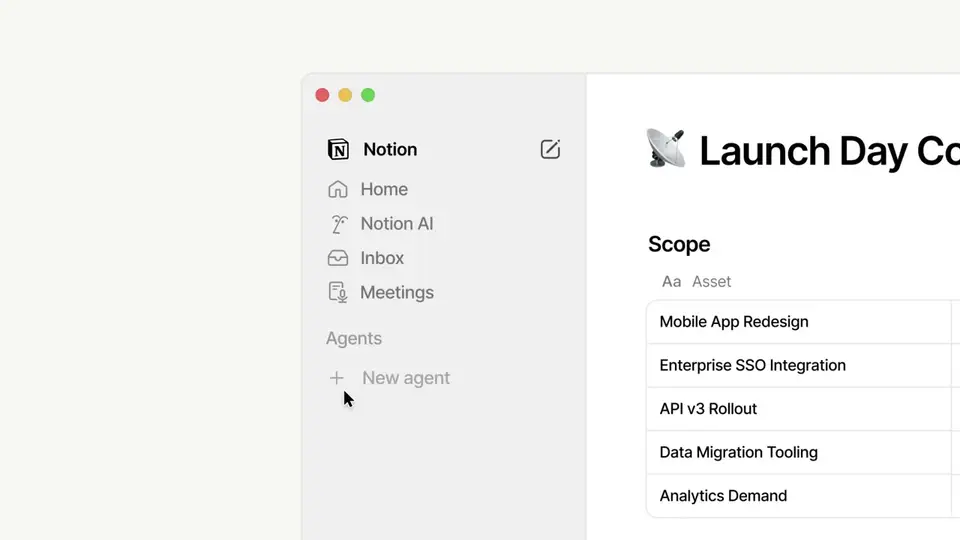 Notion
Home
Notion AI
Inbox
Meetings
Agents
New agent
Launch Day Co
Scope
Aa Asset
Mobile App Redesign
Enterprise SSO Integration
API v3 Rollout
Data Migration Tooling
Analytics Demand